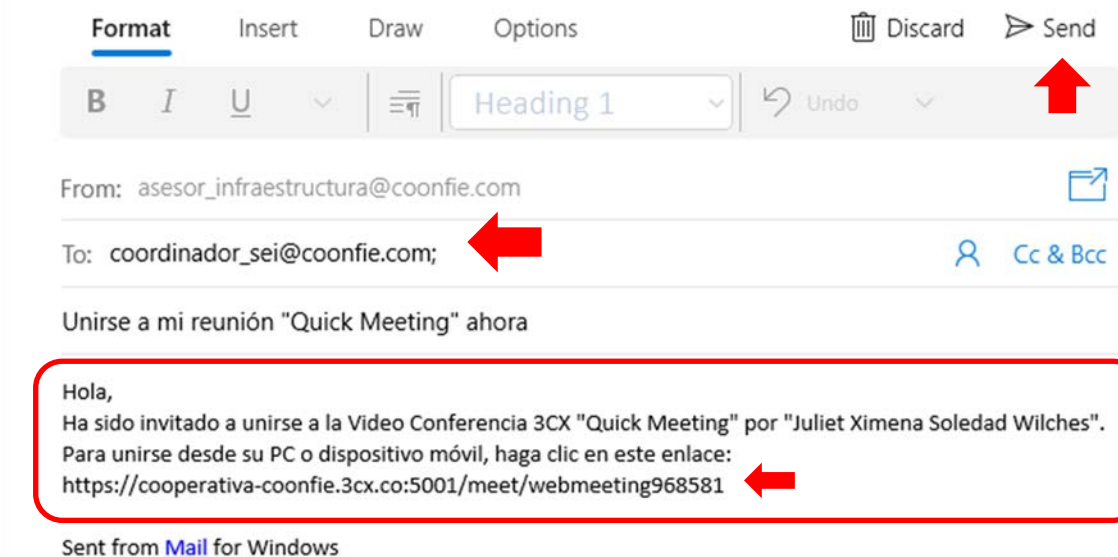 Format Insert Draw Options Discard Send
B I U Heading 1 Undo
From: asesor_infraestructura@coonfie.com
To: coordinador_sei@coonfie.com; Cc & Bcc
Unirse a mi reunión "Quick Meeting" ahora
Hola,
Ha sido invitado a unirse a la Video Conferencia 3CX "Quick Meeting" por "Juliet Ximena Soledad Wilches".
Para unirse desde su PC o dispositivo móvil, haga clic en este enlace:
https://cooperativa-coonfie.3cx.co:5001/meet/webmeeting968581
Sent from Mail for Windows